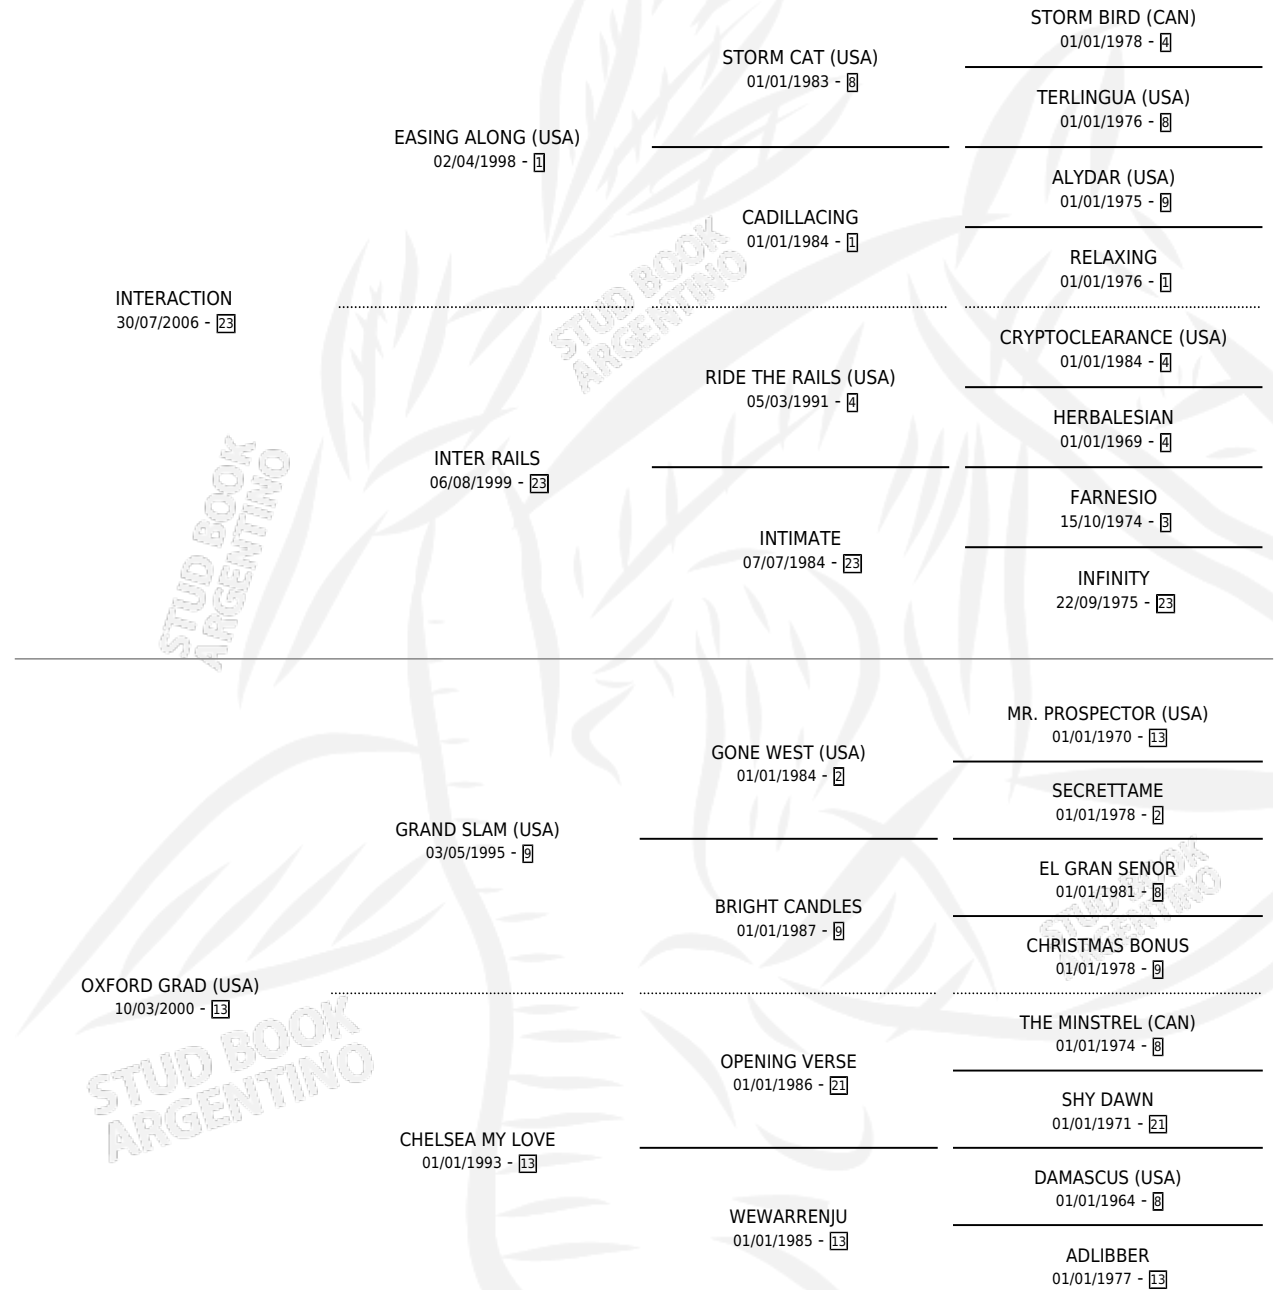 STORM BIRD (CAN)
01/01/1978 - 4
STORM CAT (USA)
01/01/1983 - 8
TERLINGUA (USA)
01/01/1976 - 8
EASING ALONG (USA)
02/04/1998 - 1
ALYDAR (USA)
01/01/1975 - 9
CADILLACING
01/01/1984 - 1
RELAXING
01/01/1976 - 1
INTERACTION
30/07/2006 - 23
STUD BOOK
ARGENTINO
CRYPTOCLEARANCE (USA)
01/01/1984 - 4
RIDE THE RAILS (USA)
05/03/1991 - 4
HERBALESIAN
01/01/1969 - 4
INTER RAILS
06/08/1999 - 23
FARNESIO
15/10/1974 - 3
INTIMATE
07/07/1984 - 23
INFINITY
22/09/1975 - 23
STUD BOOK
ARGENTINO
MR. PROSPECTOR (USA)
01/01/1970 - 13
GONE WEST (USA)
01/01/1984 - 2
SECRETTAME
01/01/1978 - 2
GRAND SLAM (USA)
03/05/1995 - 9
EL GRAN SENOR
01/01/1981 - 8
BRIGHT CANDLES
01/01/1987 - 9
CHRISTMAS BONUS
01/01/1978 - 9
STUD BOOK
ARGENTINO
OXFORD GRAD (USA)
10/03/2000 - 13
THE MINSTREL (CAN)
01/01/1974 - 8
OPENING VERSE
01/01/1986 - 21
SHY DAWN
01/01/1971 - 21
STUD BOOK
ARGENTINO
CHELSEA MY LOVE
01/01/1993 - 13
DAMASCUS (USA)
01/01/1964 - 8
WEWARRENJU
01/01/1985 - 13
ADLIBBER
01/01/1977 - 13